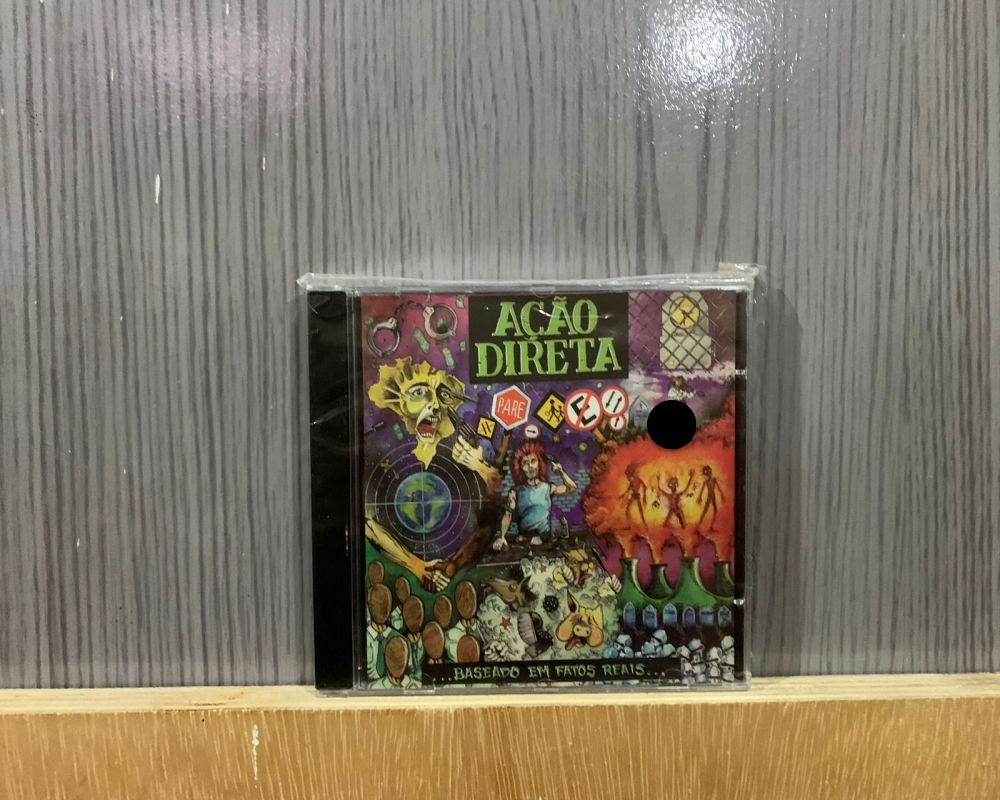 AÇÃO
DIRETA
PARE
E
...BASEADO EM FATOS REAIS...